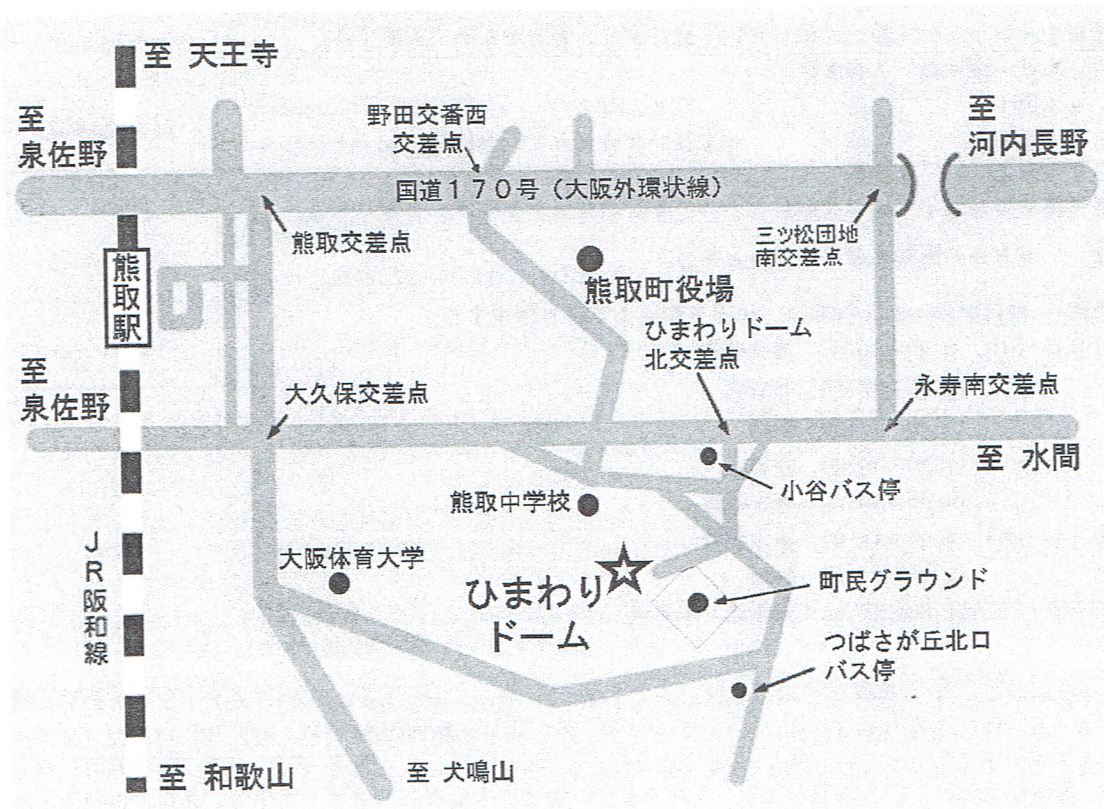 至 天王寺
至
泉佐野
野田交番西
交差点
至
河内長野
国道170号(大阪外環状線)
熊取交差点
三ツ松団地
南交差点
熊取駅
熊取町役場
ひまわりドーム
北交差点
至
泉佐野
大久保交差点
永寿南交差点
至 水間
小谷バス停
熊取中学校
JR阪和線
大阪体育大学
ひまわり
ドーム
町民グラウンド
つばさが丘北口
バス停
至 和歌山
至 犬鳴山